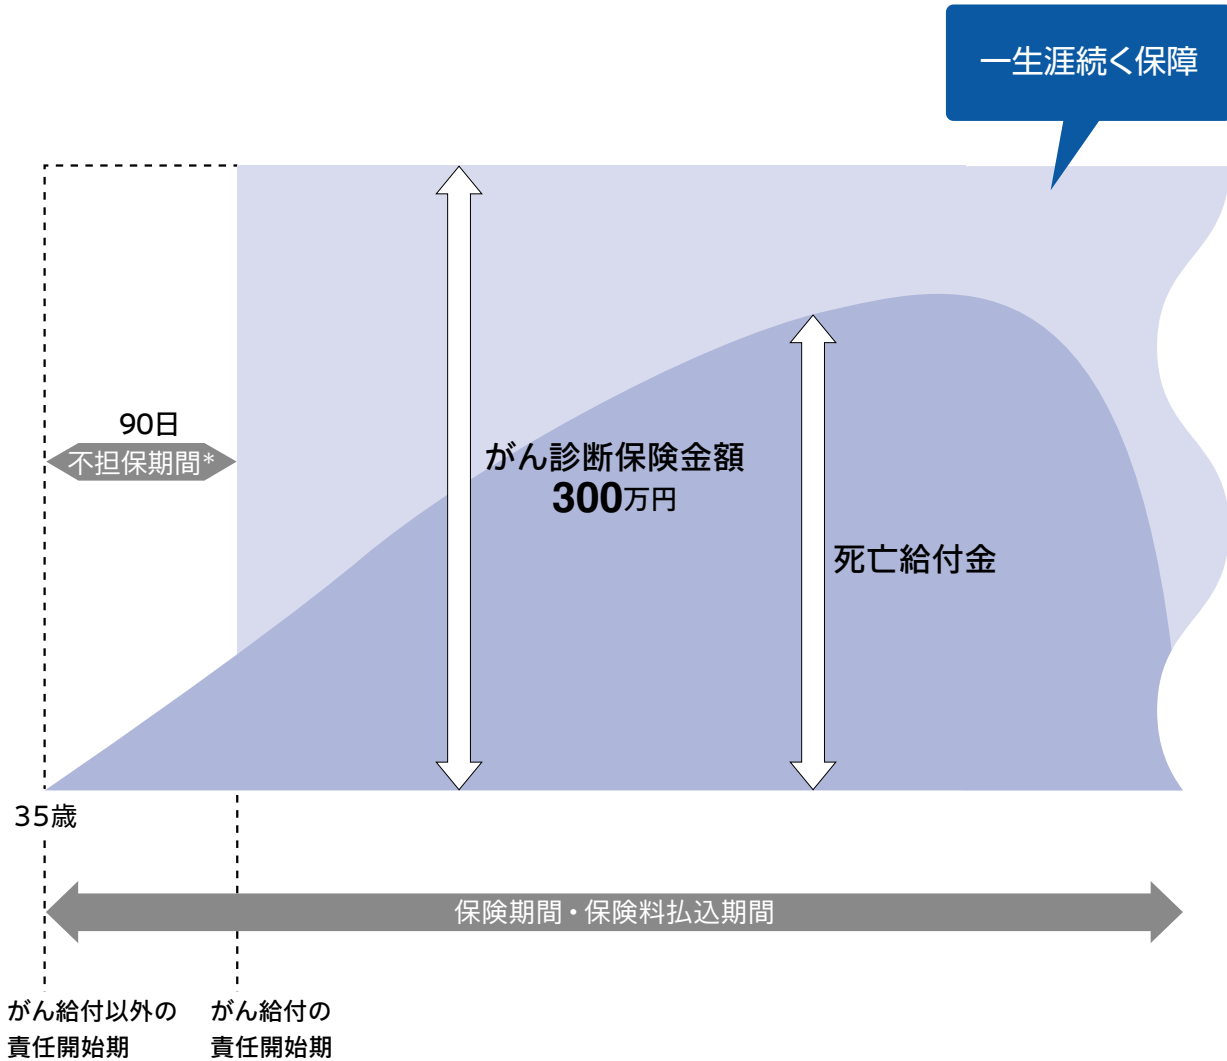 一生涯続く保障
90日
不担保期間*
がん診断保険金額
300万円
死亡給付金
35歳
保険期間・保険料払込期間
がん給付以外の
責任開始期
がん給付の
責任開始期